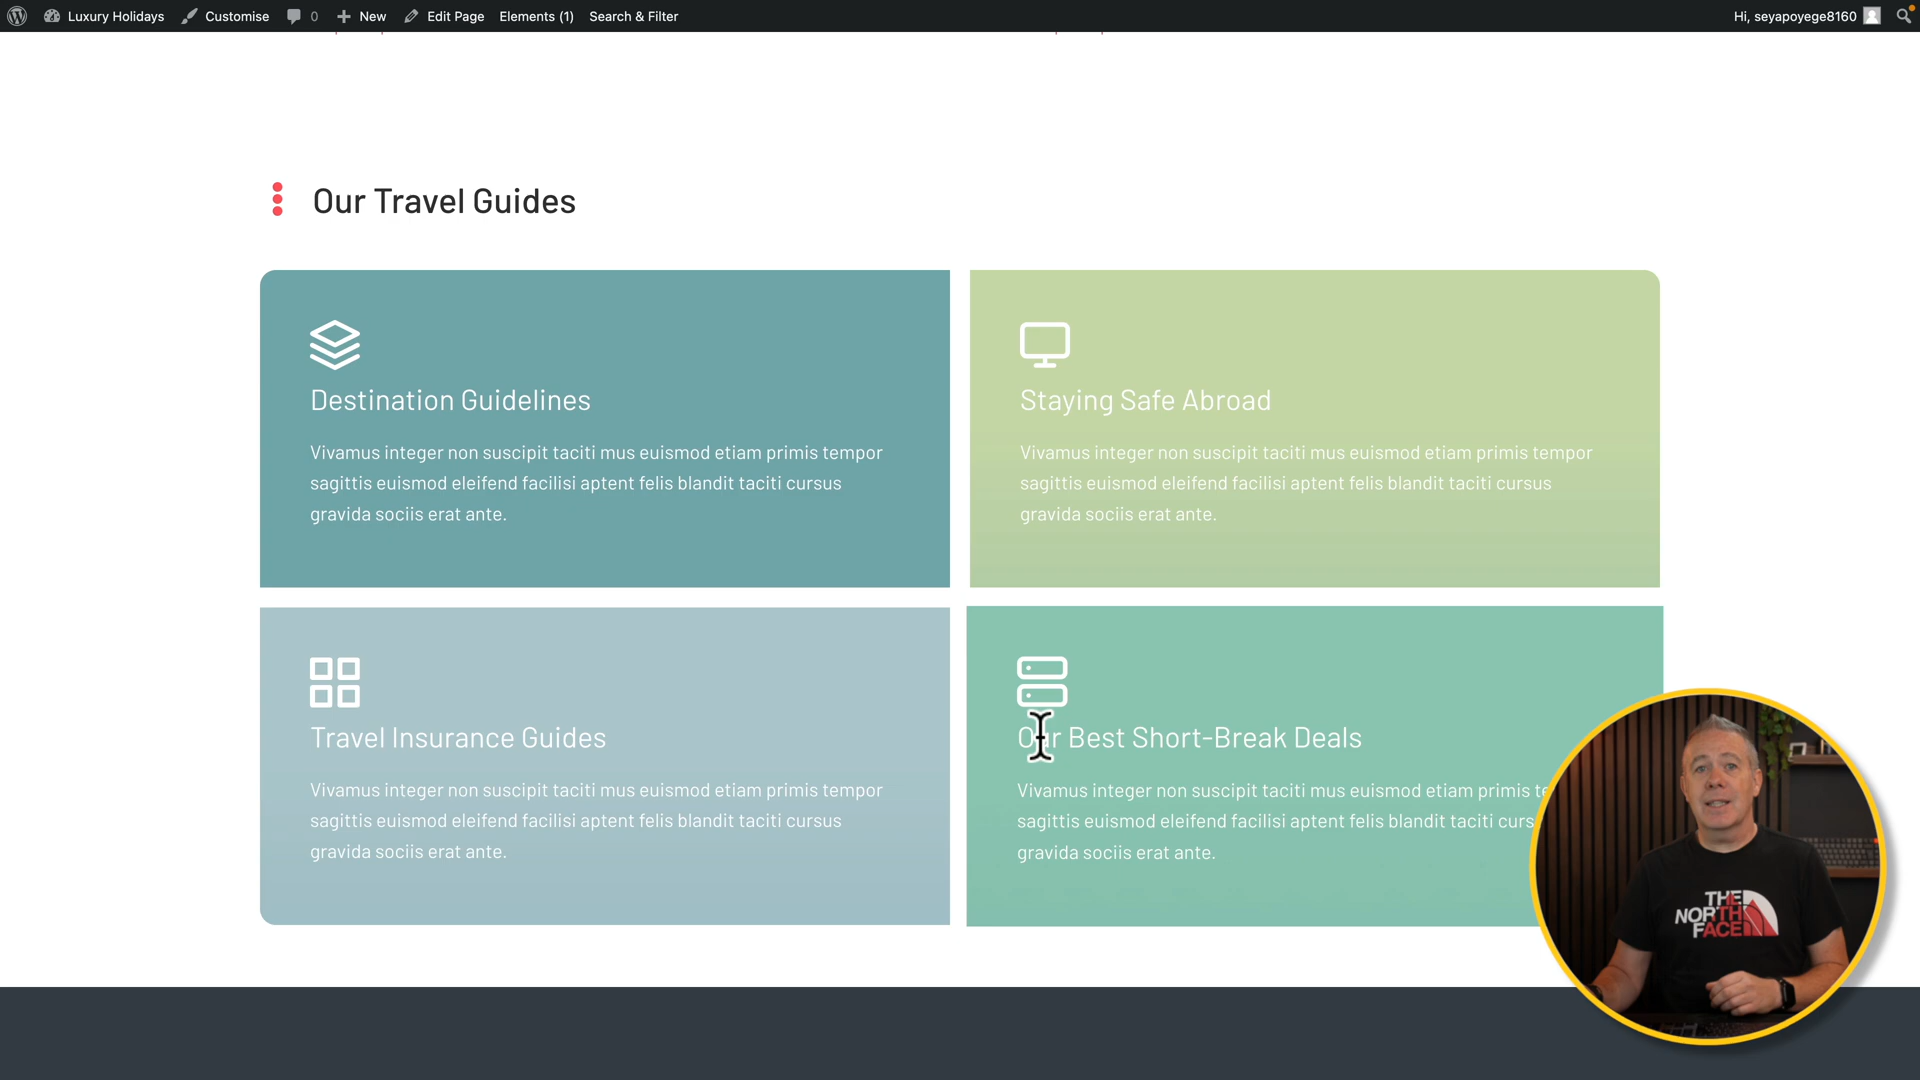 Luxury Holidays Customise 0 New Edit Page Elements (1) Search & Filter Hi, seyapoyege8160
Our Travel Guides
Destination Guidelines
Vivamus integer non suscipit taciti mus euismod etiam primis tempor
sagittis euismod eleifend facilisi aptent felis blandit taciti cursus
gravida sociis erat ante.
Staying Safe Abroad
Vivamus integer non suscipit taciti mus euismod etiam primis tempor
sagittis euismod eleifend facilisi aptent felis blandit taciti cursus
gravida sociis erat ante.
Travel Insurance Guides
Vivamus integer non suscipit taciti mus euismod etiam primis tempor
sagittis euismod eleifend facilisi aptent felis blandit taciti cursus
gravida sociis erat ante.
Our Best Short-Break Deals
Vivamus integer non suscipit taciti mus euismod etiam primis
sagittis euismod eleifend facilisi aptent felis blandit taciti
gravida sociis erat ante.
THE
NORTH
FACE